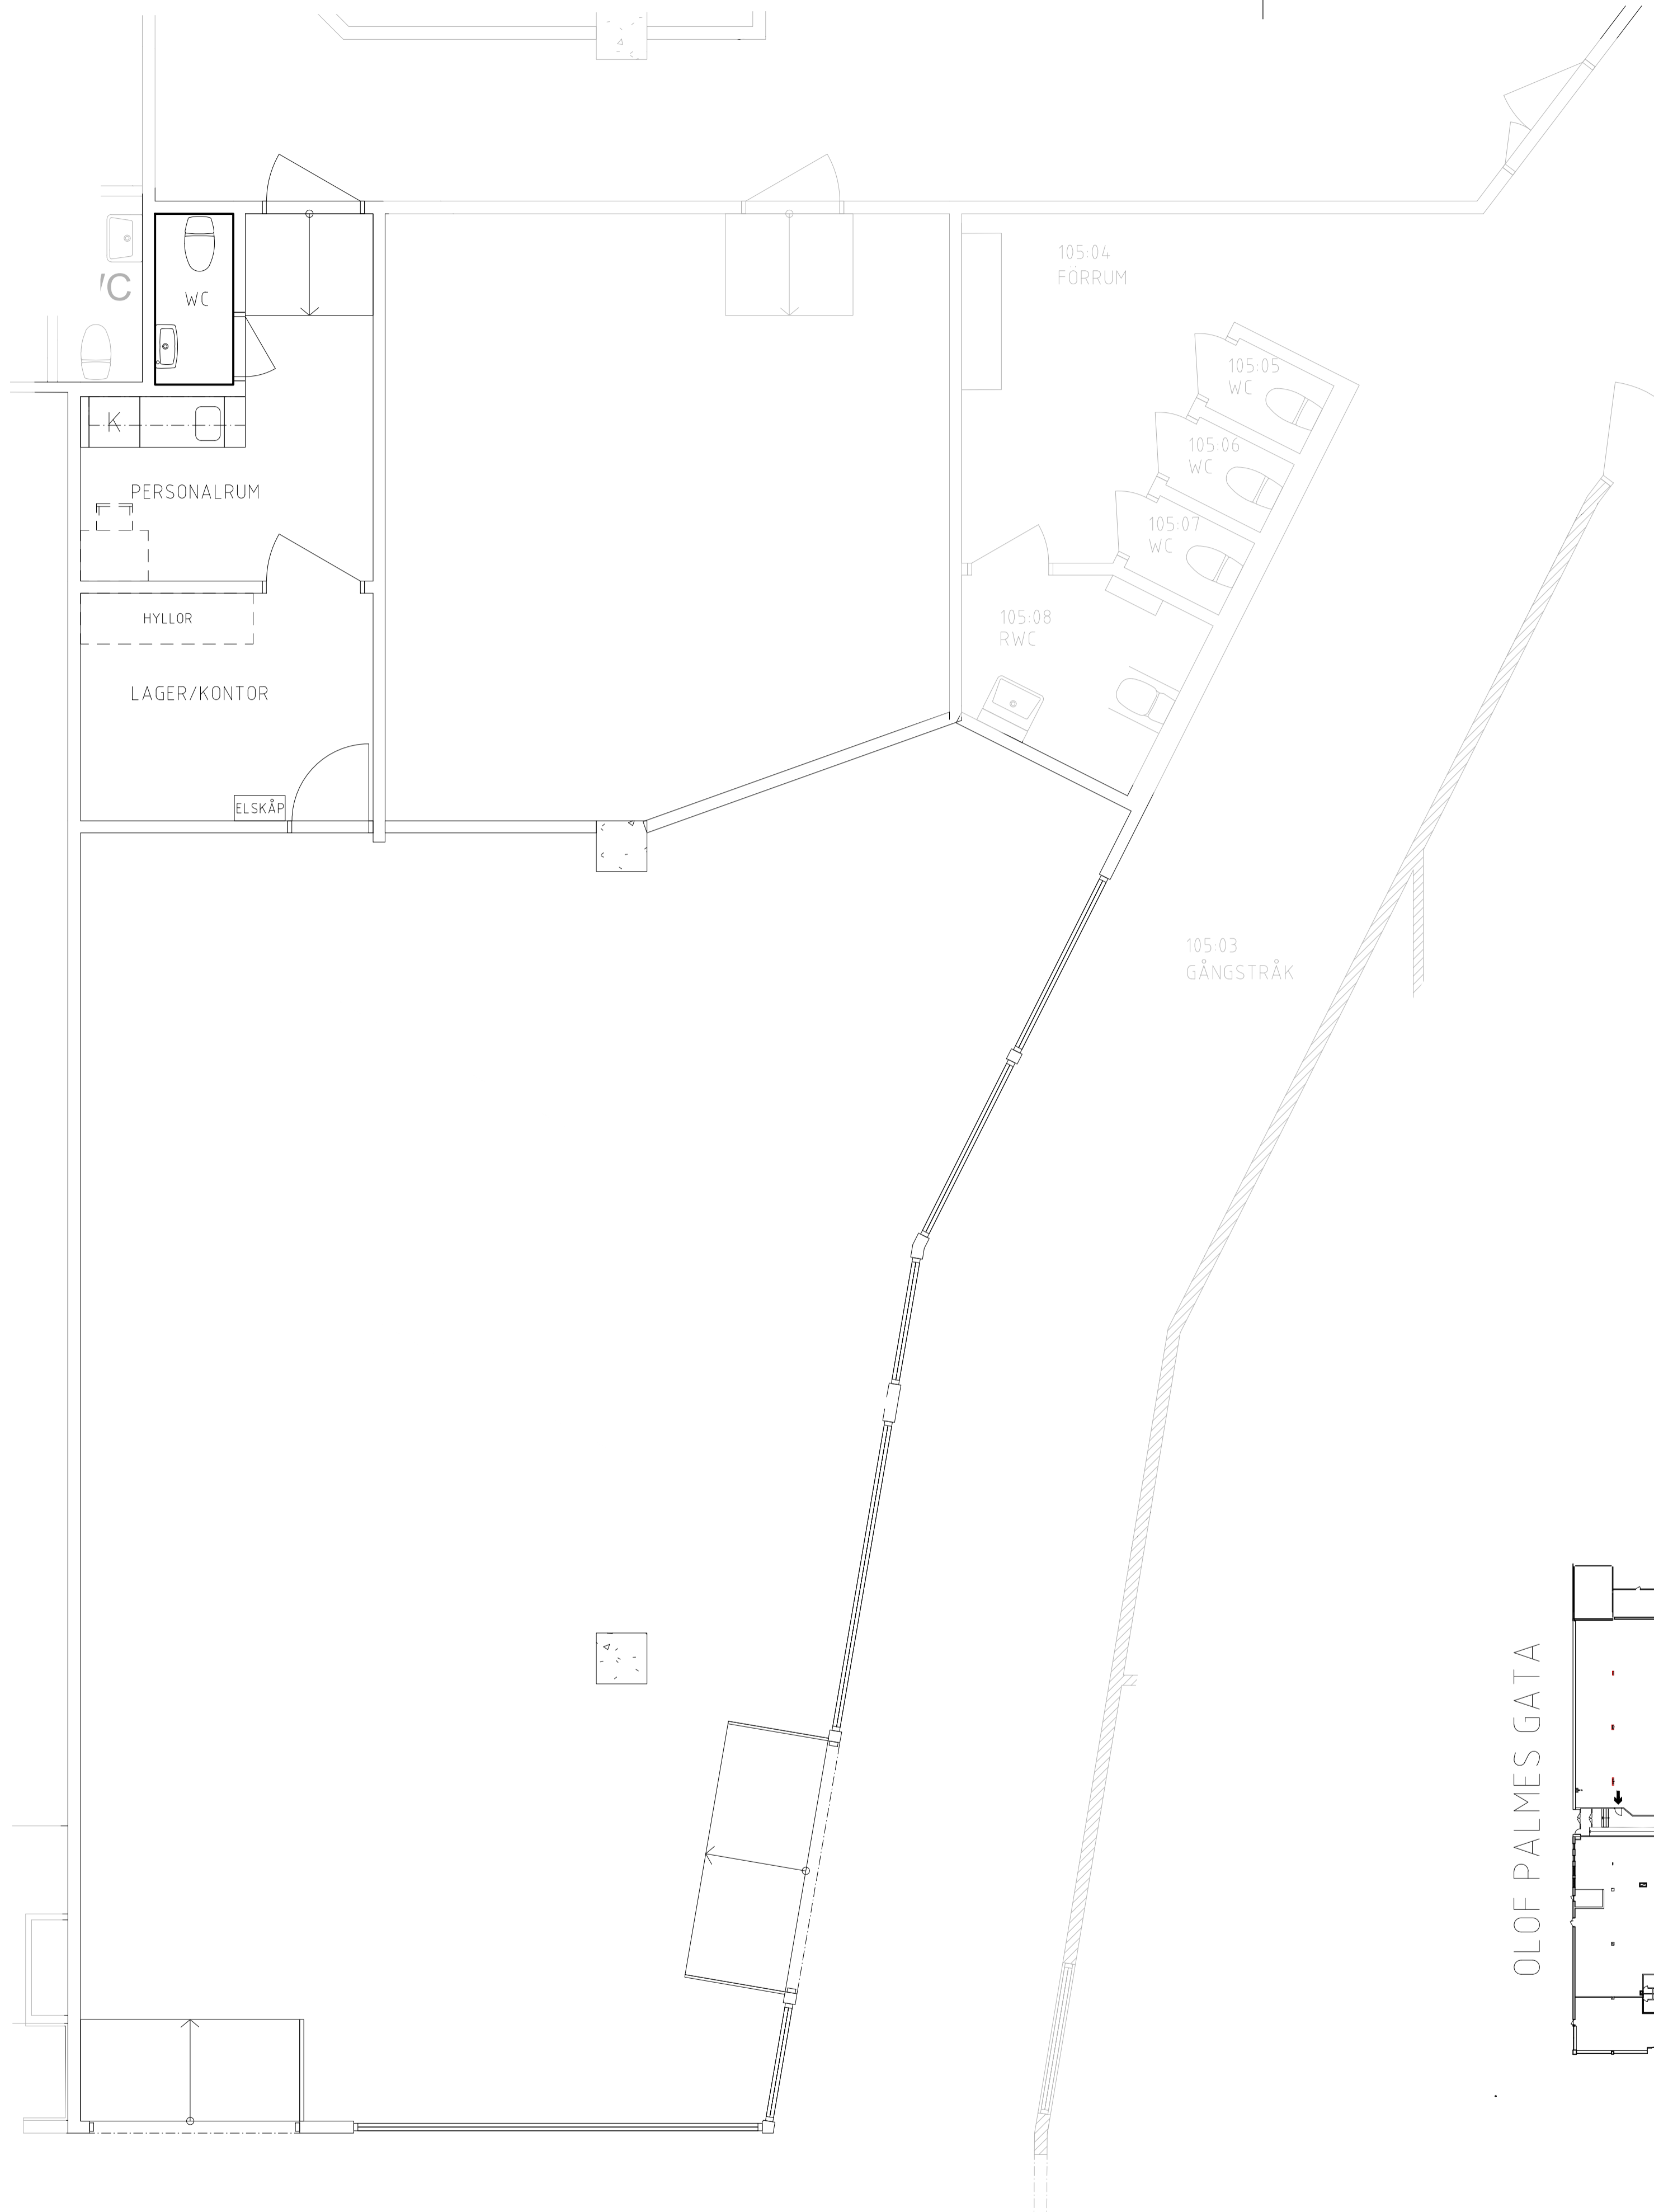 105:04
FÖRRUM
WC
105:05
WC
K
105:06
WC
PERSONALRUM
105:07
WC
HYLLOR
105:08
RWC
LAGER/KONTOR
ELSKÅP
105:03
GÅNGSTRÅK
OLOF PALMES GATA